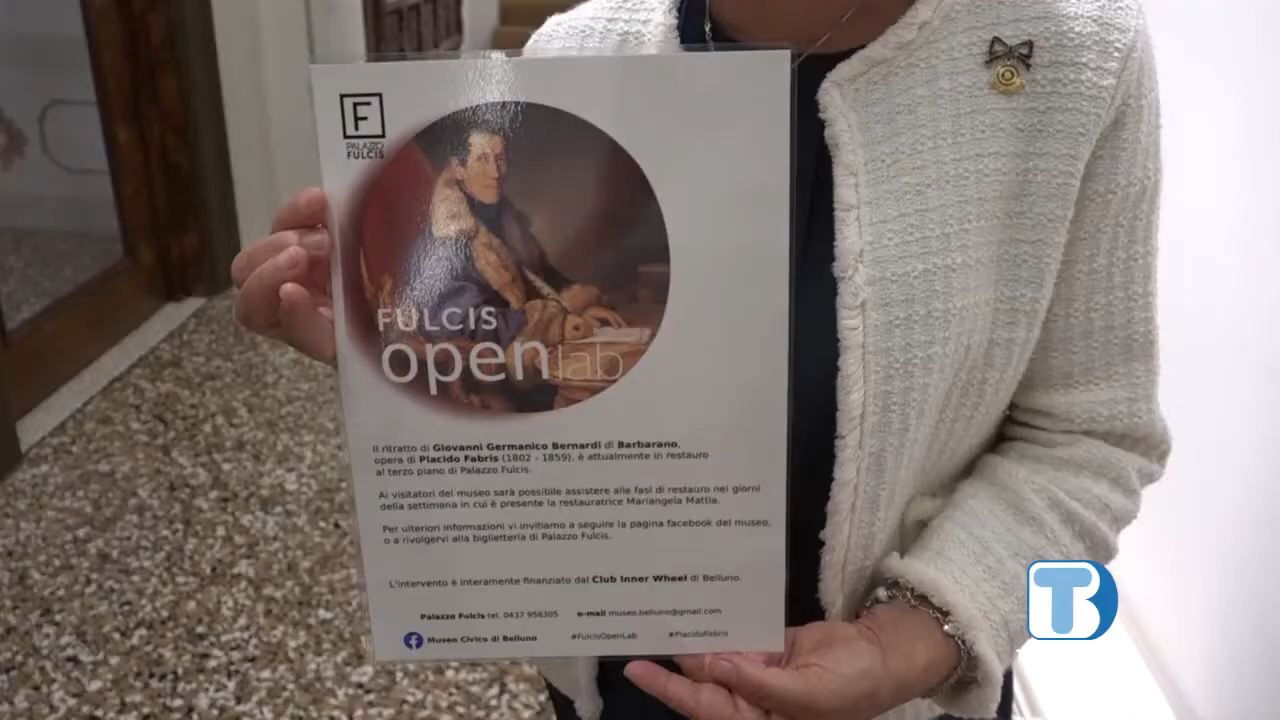 F
PALAZZO
FULCIS
FULCIS
openlab
Il ritratto di Giovanni Germanico Bernardi di Barbarano,
opera di Placido Fabris (1802 - 1859), è attualmente in restauro
al terzo piano di Palazzo Fulcis.
Ai visitatori del museo sarà possibile assistere alle fasi di restauro nei giorni
della settimana in cui è presente la restauratrice Mariangela Mattia.
Per ulteriori informazioni vi invitiamo a seguire la pagina facebook del museo,
o a rivolgervi alla biglietteria di Palazzo Fulcis.
L'intervento è interamente finanziato dal Club Inner Wheel di Belluno.
Palazzo Fulcis tel. 0437 956305 e-mail museo.belluno@gmail.com
f Museo Civico di Belluno #FulcisOpenLab #PlacidoFabris
TB